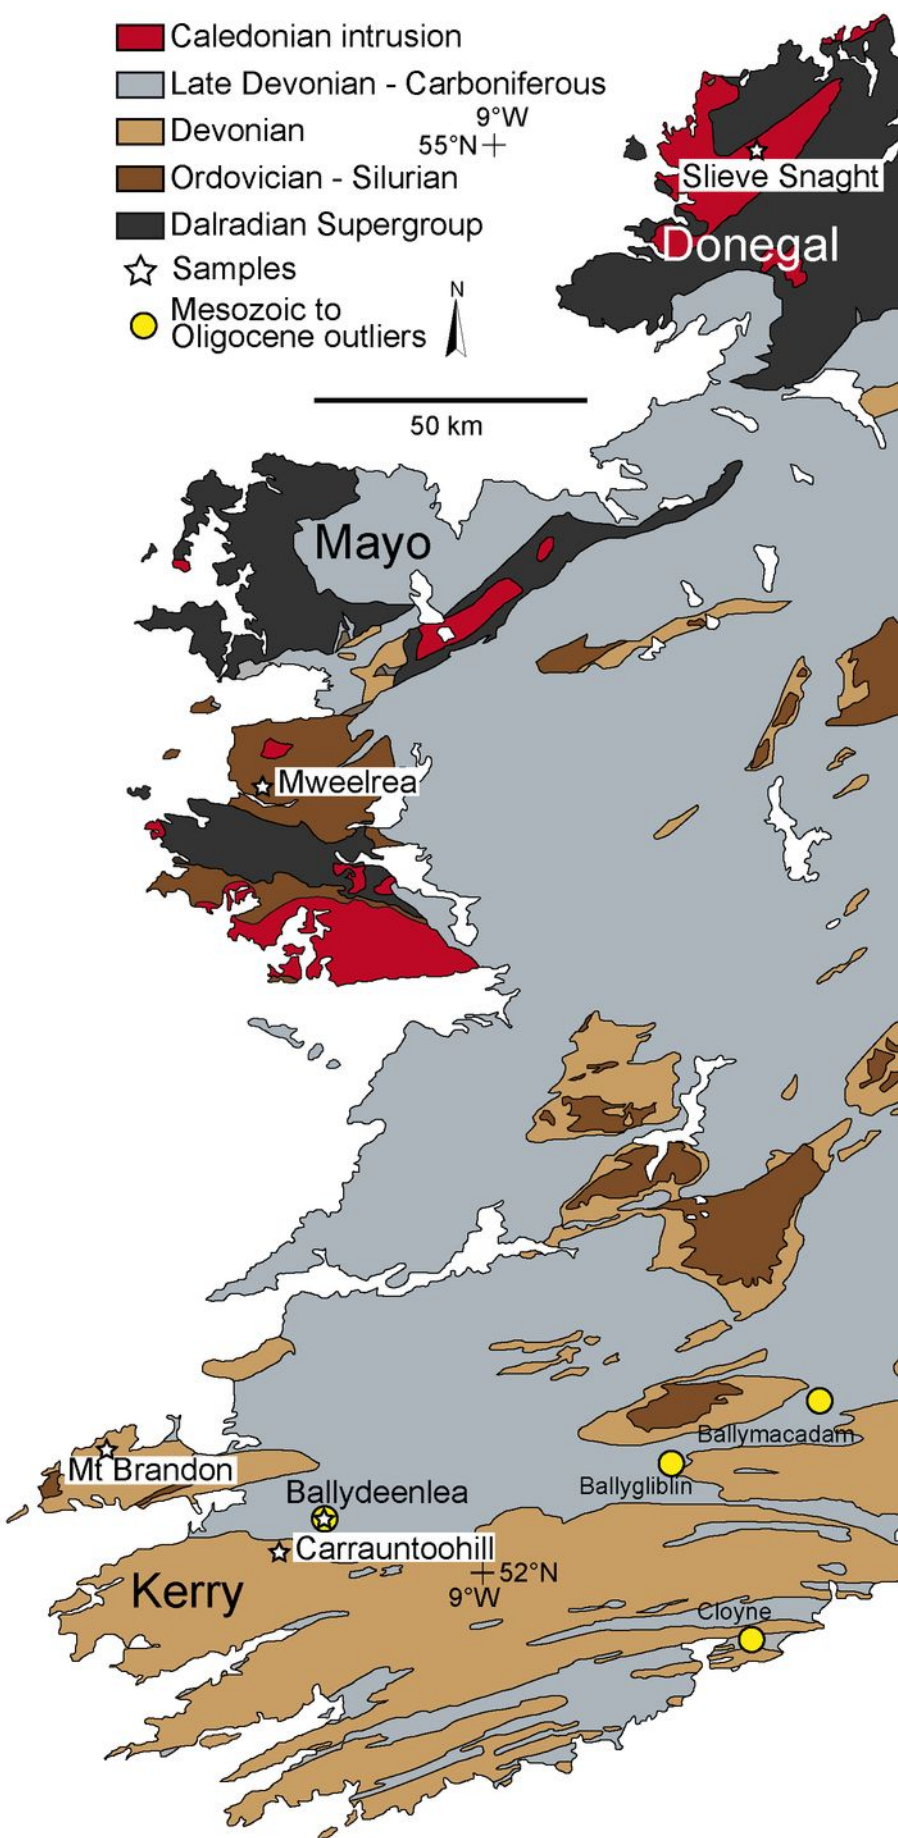 Caledonian intrusion
Late Devonian - Carboniferous
Devonian
9°W
55°N
Ordovician - Silurian
Slieve Snaght
Dalradian Supergroup
Donegal
Samples
Mesozoic to
Oligocene outliers
N
50 km
Mayo
Mweelrea
Ballymacadam
Mt Brandon
Ballygliblin
Ballydeenlea
Carrauntoohill
52°N
9°W
Kerry
Cloyne